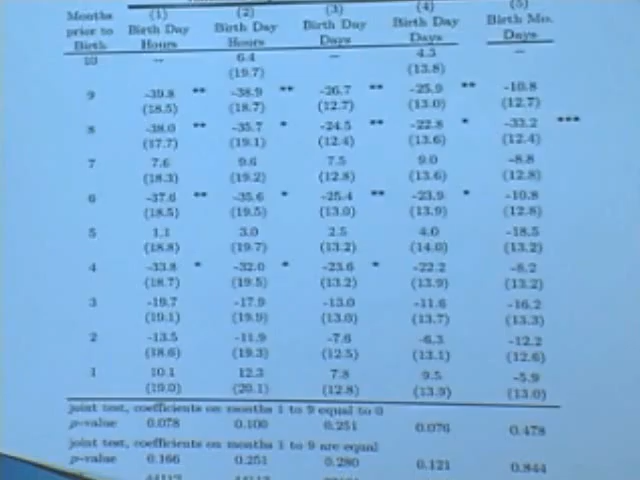 (1) (2) (3) (4) (5)
Months Birth Day Birth Day Birth Day Birth Day Birth Mo.
prior to Hours Hours Days Days Days
Birth
10 -- 6.4 -- 4.3 --
(19.7) (13.8)
9 -39.8 ** -38.9 ** -26.7 ** -25.9 ** -10.8
(18.5) (18.7) (12.7) (13.0) (12.7)
8 -38.0 ** -35.7 * -24.5 ** -22.8 * -33.2 ***
(17.7) (19.1) (12.4) (13.6) (12.4)
7 7.6 9.6 7.5 9.0 -8.8
(18.3) (19.2) (12.8) (13.6) (12.8)
6 -37.6 ** -35.6 * -25.4 ** -23.9 * -10.8
(18.5) (19.5) (13.0) (13.9) (12.8)
5 1.1 3.0 2.5 4.0 -18.5
(18.8) (19.7) (13.2) (14.0) (13.2)
4 -33.8 * -32.0 * -23.6 * -22.2 -8.2
(18.7) (19.5) (13.2) (13.9) (13.2)
3 -19.7 -17.9 -13.0 -11.6 -16.2
(19.1) (19.9) (13.0) (13.7) (13.3)
2 -13.5 -11.9 -7.6 -6.3 -12.2
(18.6) (19.3) (12.5) (13.1) (12.6)
1 10.1 12.3 7.8 9.5 -5.9
(19.0) (20.1) (12.8) (13.9) (13.0)
joint test, coefficients on months 1 to 9 equal to 0
p-value 0.078 0.100 0.251 0.076 0.478
joint test, coefficients on months 1 to 9 are equal
p-value 0.166 0.251 0.280 0.121 0.844